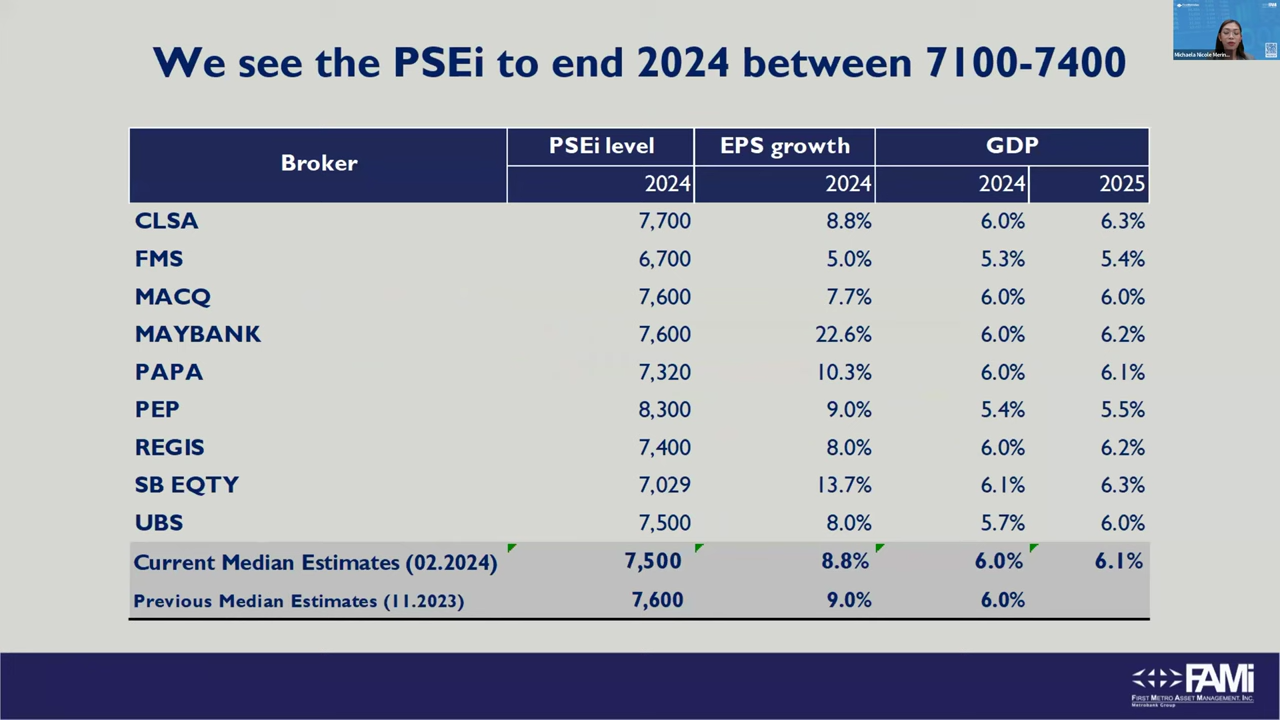 We see the PSEi to end 2024 between 7100-7400
Michaela Nicole Merin...
Broker PSEi level EPS growth GDP
2024 2024 2024 2025
CLSA 7,700 8.8% 6.0% 6.3%
FMS 6,700 5.0% 5.3% 5.4%
MACQ 7,600 7.7% 6.0% 6.0%
MAYBANK 7,600 22.6% 6.0% 6.2%
PAPA 7,320 10.3% 6.0% 6.1%
PEP 8,300 9.0% 5.4% 5.5%
REGIS 7,400 8.0% 6.0% 6.2%
SB EQTY 7,029 13.7% 6.1% 6.3%
UBS 7,500 8.0% 5.7% 6.0%
Current Median Estimates (02.2024) 7,500 8.8% 6.0% 6.1%
Previous Median Estimates (11.2023) 7,600 9.0% 6.0%
FAMi
FIRST METRO ASSET MANAGEMENT, INC.
Metrobank Group